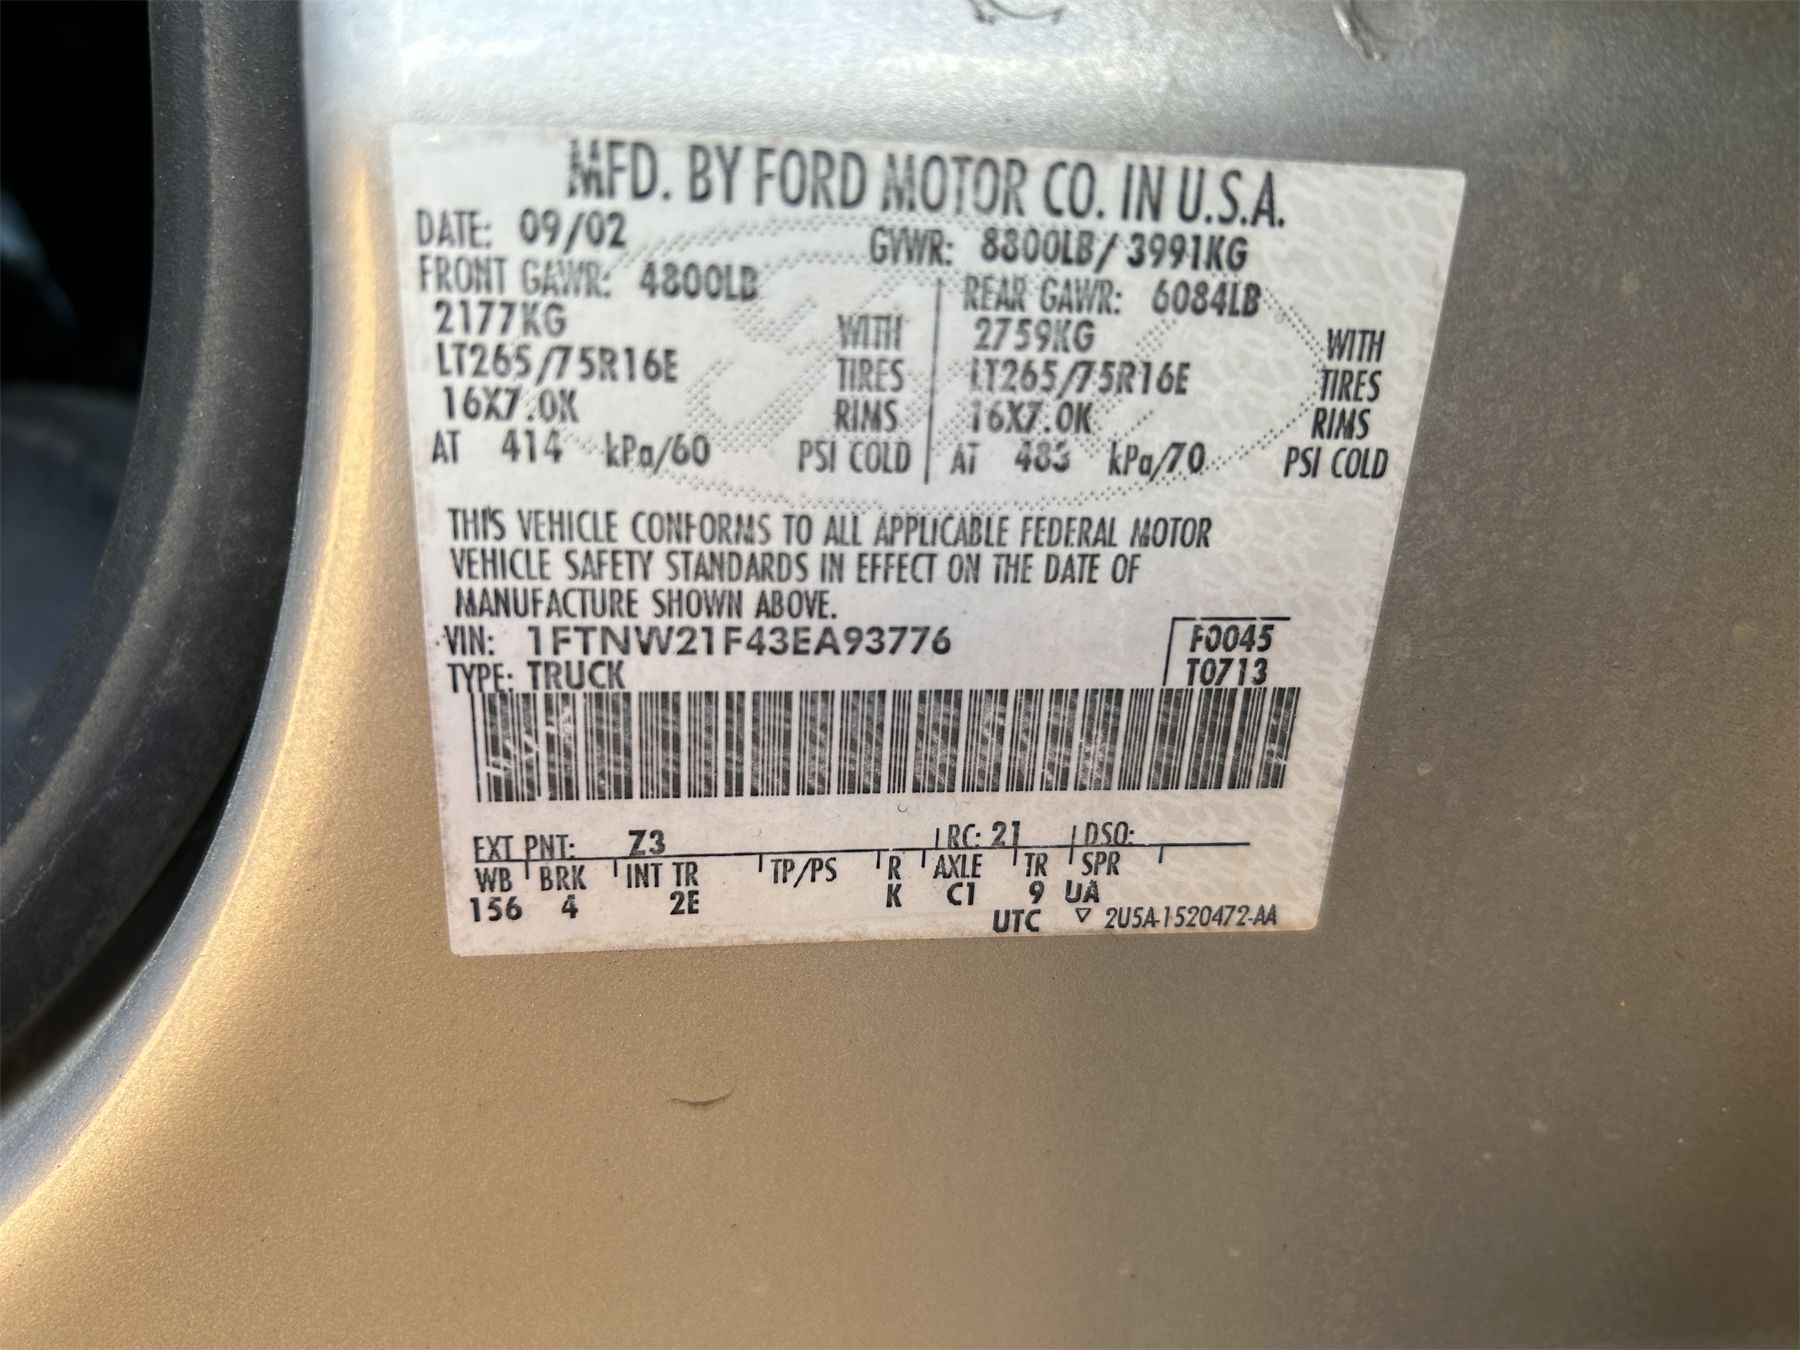 MFD. BY FORD MOTOR CO. IN U.S.A.
DATE: 09/02 GVWR: 8800LB / 3991KG
FRONT GAWR: 4800LB REAR GAWR: 6084LB
2177KG WITH 2759KG WITH
LT265/75R16E TIRES LT265/75R16E TIRES
16X7.0K RIMS 16X7.0K RIMS
AT 414 kPa/60 PSI COLD AT 483 kPa/70 PSI COLD
THIS VEHICLE CONFORMS TO ALL APPLICABLE FEDERAL MOTOR
VEHICLE SAFETY STANDARDS IN EFFECT ON THE DATE OF
MANUFACTURE SHOWN ABOVE.
VIN: 1FTNW21F43EA93776 F0045
TYPE: TRUCK T0713
EXT PNT: Z3 RC: 21 DSO:
WB BRK INT TR TP/PS R AXLE TR SPR
156 4 2E K C1 9 UA
UTC ▽ 2U5A-1520472-AA